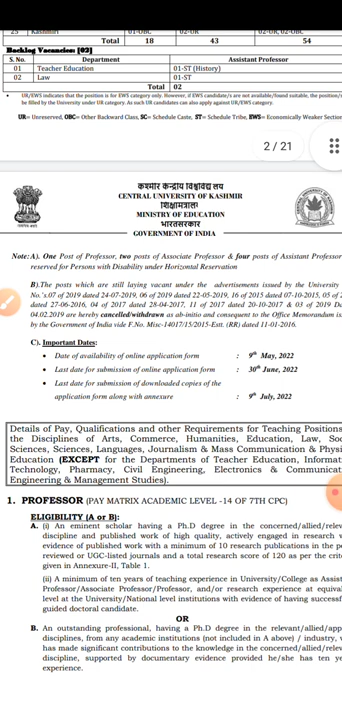 25 Kashmiri 01-OBC 02-UR 02-UR, 02-OBC
Total 18 43 54
Backlog Vacancies: [02]
S. No. Department Assistant Professor
01 Teacher Education 01-ST (History)
02 Law 01-ST
Total 02
• UR/EWS indicates that the position is for EWS category only. However, if EWS candidate/s are not available/found suitable, the position/s
be filled by the University under UR category. As such UR candidates can also apply against UR/EWS category.
UR= Unreserved, OBC= Other Backward Class, SC= Schedule Caste, ST= Schedule Tribe, EWS= Economically Weaker Section
2 / 21
कश्मीर केन्द्रीय विश्वविद्यालय
CENTRAL UNIVERSITY OF KASHMIR
शिक्षा मंत्रालय
MINISTRY OF EDUCATION
भारत सरकार
GOVERNMENT OF INDIA
Note:A). One Post of Professor, two posts of Associate Professor & four posts of Assistant Professor
reserved for Persons with Disability under Horizontal Reservation
B).The posts which are still laying vacant under the advertisements issued by the University
No.'s.07 of 2019 dated 24-07-2019, 06 of 2019 dated 22-05-2019, 16 of 2015 dated 07-10-2015, 05 of
dated 27-06-2016, 04 of 2017 dated 28-04-2017, 11 of 2017 dated 20-10-2017 & 03 of 2019 Da
04.02.2019 are hereby cancelled/withdrawn as ab-initio and consequent to the Office Memorandum is
by the Government of India vide F.No. Misc-14017/15/2015-Estt. (RR) dated 11-01-2016.
C). Important Dates:
• Date of availability of online application form : 9th May, 2022
• Last date for submission of online application form : 30th June, 2022
• Last date for submission of downloaded copies of the
application form along with annexure : 9th July, 2022
Details of Pay, Qualifications and other Requirements for Teaching Positions
the Disciplines of Arts, Commerce, Humanities, Education, Law, Soc
Sciences, Sciences, Languages, Journalism & Mass Communication & Physi
Education (EXCEPT for the Departments of Teacher Education, Informat
Technology, Pharmacy, Civil Engineering, Electronics & Communicat
Engineering & Management Studies).
1. PROFESSOR (PAY MATRIX ACADEMIC LEVEL -14 OF 7TH CPC)
ELIGIBILITY (A or B):
A. (i) An eminent scholar having a Ph.D degree in the concerned/allied/rele
discipline and published work of high quality, actively engaged in research
evidence of published work with a minimum of 10 research publications in the p
reviewed or UGC-listed journals and a total research score of 120 as per the crit
given in Annexure-II, Table 1.
(ii) A minimum of ten years of teaching experience in University/College as Assist
Professor/Associate Professor/Professor, and/or research experience at equiva
level at the University/National level institutions with evidence of having successf
guided doctoral candidate.
OR
B. An outstanding professional, having a Ph.D degree in the relevant/allied/app
disciplines, from any academic institutions (not included in A above) / industry,
has made significant contributions to the knowledge in the concerned/allied/rele
discipline, supported by documentary evidence provided he/she has ten ye
experience.